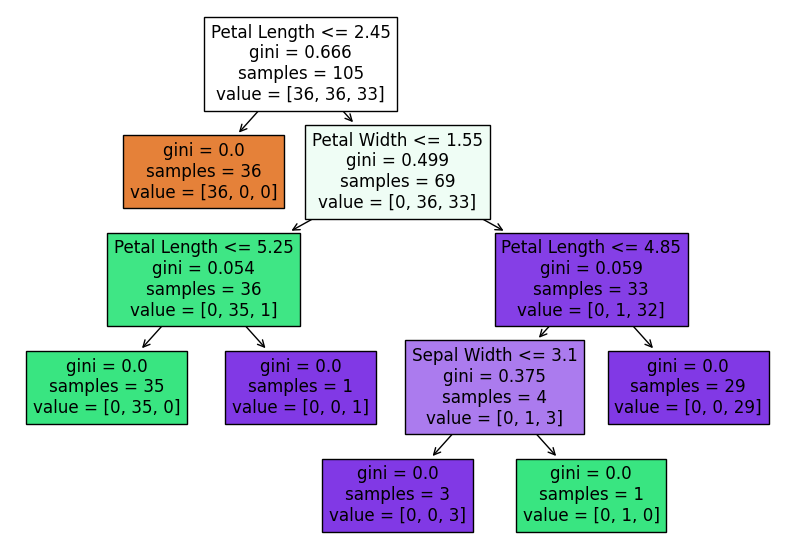 Petal Length <= 2.45
gini = 0.666
samples = 105
value = [36, 36, 33]
gini = 0.0
samples = 36
value = [36, 0, 0]
Petal Width <= 1.55
gini = 0.499
samples = 69
value = [0, 36, 33]
Petal Length <= 5.25
gini = 0.054
samples = 36
value = [0, 35, 1]
Petal Length <= 4.85
gini = 0.059
samples = 33
value = [0, 1, 32]
gini = 0.0
samples = 35
value = [0, 35, 0]
gini = 0.0
samples = 1
value = [0, 0, 1]
Sepal Width <= 3.1
gini = 0.375
samples = 4
value = [0, 1, 3]
gini = 0.0
samples = 29
value = [0, 0, 29]
gini = 0.0
samples = 3
value = [0, 0, 3]
gini = 0.0
samples = 1
value = [0, 1, 0]